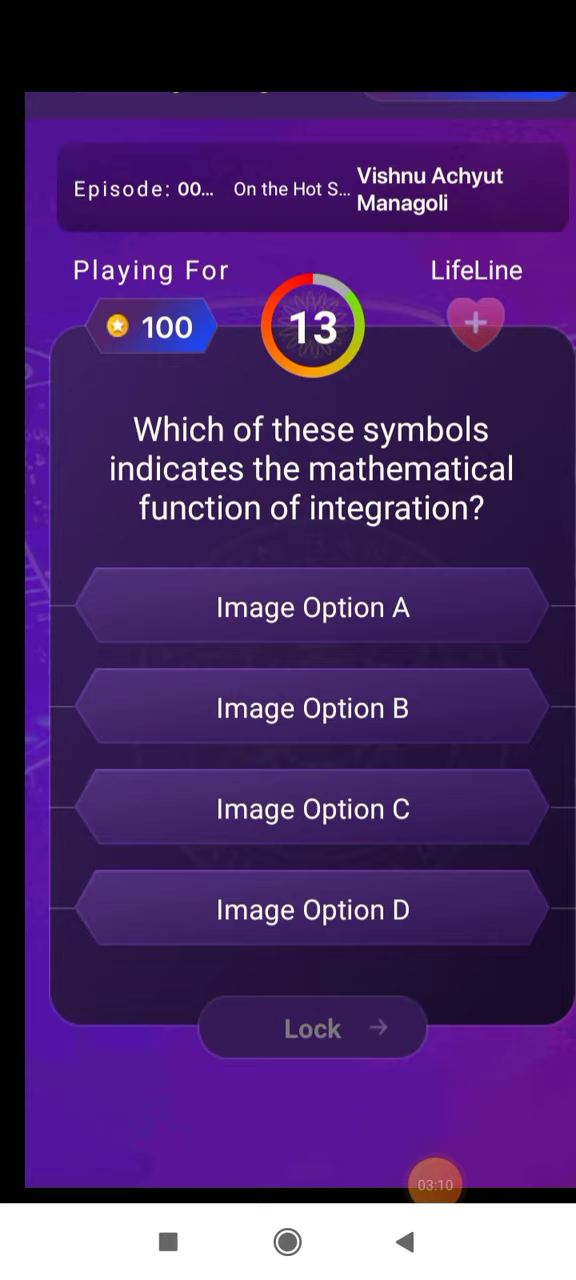 Episode: 00... On the Hot S... Vishnu Achyut
Managoli
Playing For
LifeLine
100
13
Which of these symbols
indicates the mathematical
function of integration?
Image Option A
Image Option B
Image Option C
Image Option D
Lock
03:10